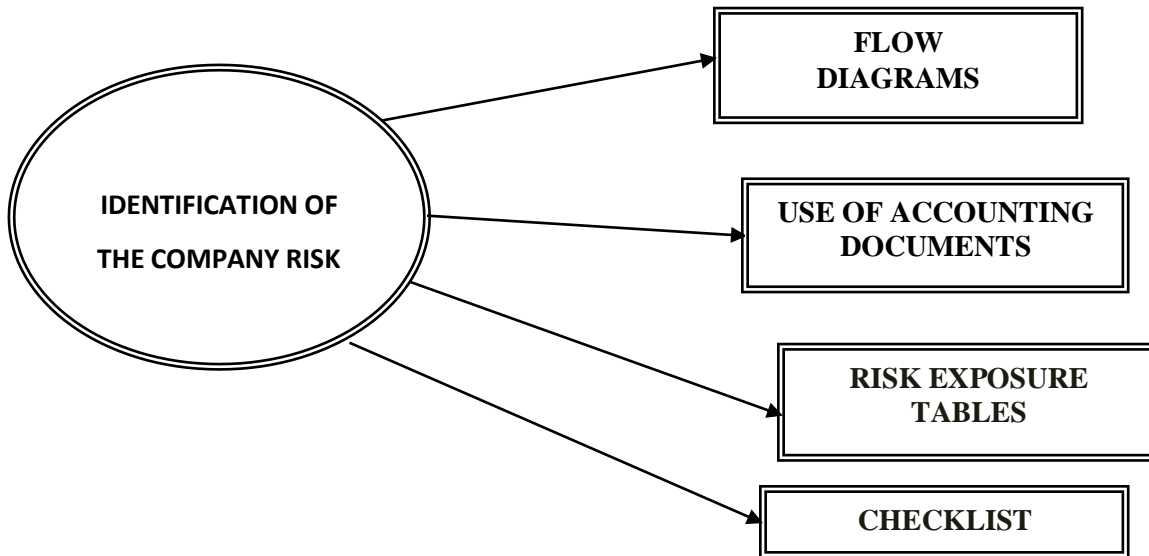 FLOW
DIAGRAMS
IDENTIFICATION OF
THE COMPANY RISK
USE OF ACCOUNTING
DOCUMENTS
RISK EXPOSURE
TABLES
CHECKLIST